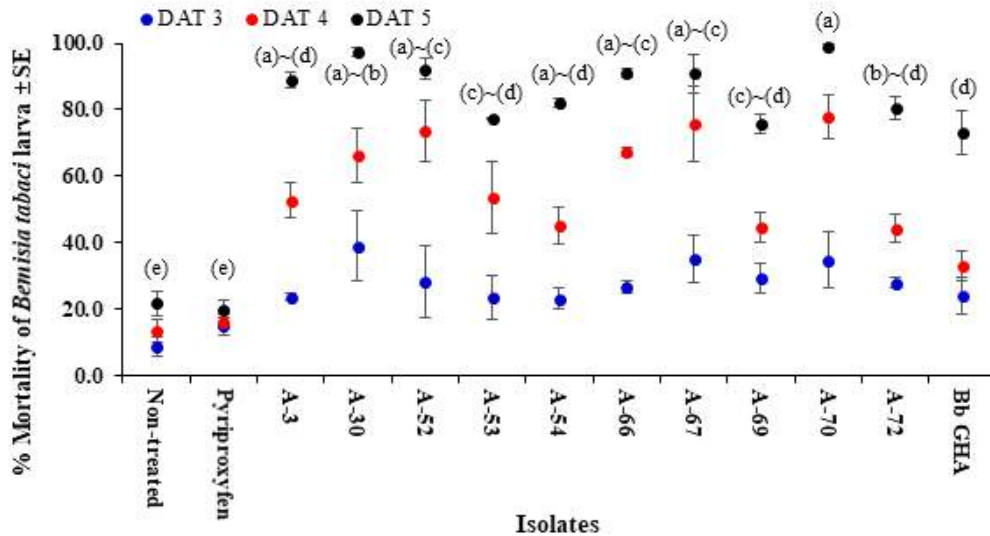 DAT 3 DAT 4 DAT 5
% Mortality of Bemisia tabaci larva ±SE
100.0
80.0
60.0
40.0
20.0
0.0
(e)
(e)
(a)~(d)
(a)~(b)
(a)~(c)
(c)~(d)
(a)~(d)
(a)~(c)
(a)~(c)
(c)~(d)
(a)
(b)~(d)
(d)
Non-treated
Pyriproxyfen
A-3
A-30
A-52
A-53
A-54
A-66
A-67
A-69
A-70
A-72
Bb GHA
Isolates